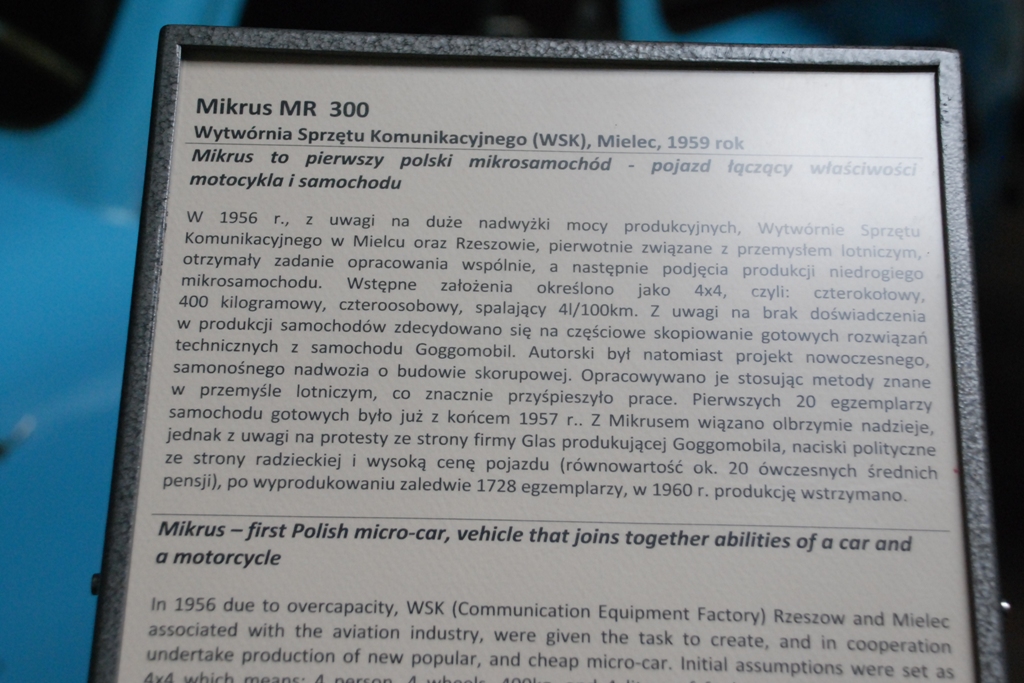 Mikrus MR 300
Wytwórnia Sprzętu Komunikacyjnego (WSK), Mielec, 1959 rok
Mikrus to pierwszy polski mikrosamochód - pojazd łączący właściwości
motocykla i samochodu
W 1956 r., z uwagi na duże nadwyżki mocy produkcyjnych, Wytwórnie Sprzętu
Komunikacyjnego w Mielcu oraz Rzeszowie, pierwotnie związane z przemysłem lotniczym,
otrzymały zadanie opracowania wspólnie, a następnie podjęcia produkcji niedrogiego
mikrosamochodu. Wstępne założenia określono jako 4x4, czyli: czterokołowy,
400 kilogramowy, czteroosobowy, spalający 4l/100km. Z uwagi na brak doświadczenia
w produkcji samochodów zdecydowano się na częściowe skopiowanie gotowych rozwiązań
technicznych z samochodu Goggomobil. Autorski był natomiast projekt nowoczesnego,
samonośnego nadwozia o budowie skorupowej. Opracowywano je stosując metody znane
w przemyśle lotniczym, co znacznie przyśpieszyło prace. Pierwszych 20 egzemplarzy
samochodu gotowych było już z końcem 1957 r.. Z Mikrusem wiązano olbrzymie nadzieje,
jednak z uwagi na protesty ze strony firmy Glas produkującej Goggomobila, naciski polityczne
ze strony radzieckiej i wysoką cenę pojazdu (równowartość ok. 20 ówczesnych średnich
pensji), po wyprodukowaniu zaledwie 1728 egzemplarzy, w 1960 r. produkcję wstrzymano.
Mikrus – first Polish micro-car, vehicle that joins together abilities of a car and
a motorcycle
In 1956 due to overcapacity, WSK (Communication Equipment Factory) Rzeszow and Mielec
associated with the aviation industry, were given the task to create, and in cooperation
undertake production of new popular, and cheap micro-car. Initial assumptions were set as
4x4 which means: 4 person, 4 wheels, 400kg